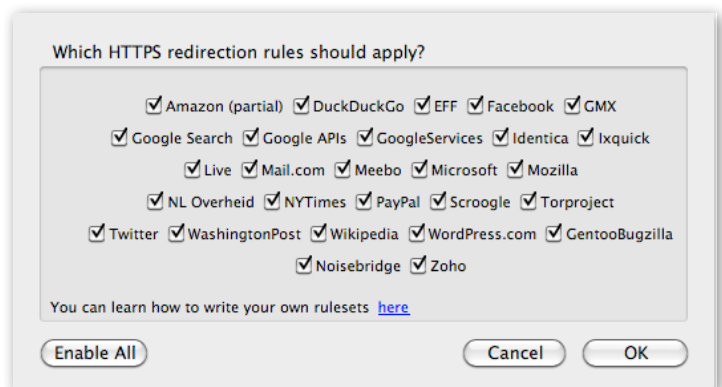 Which HTTPS redirection rules should apply?
Amazon (partial) DuckDuckGo EFF Facebook GMX
Google Search Google APIs GoogleServices Identica Ixquick
Live Mail.com Meebo Microsoft Mozilla
NL Overheid NYTimes PayPal Scroogle Torproject
Twitter WashingtonPost Wikipedia WordPress.com GentooBugzilla
Noisebridge Zoho
You can learn how to write your own rulesets here
Enable All Cancel OK